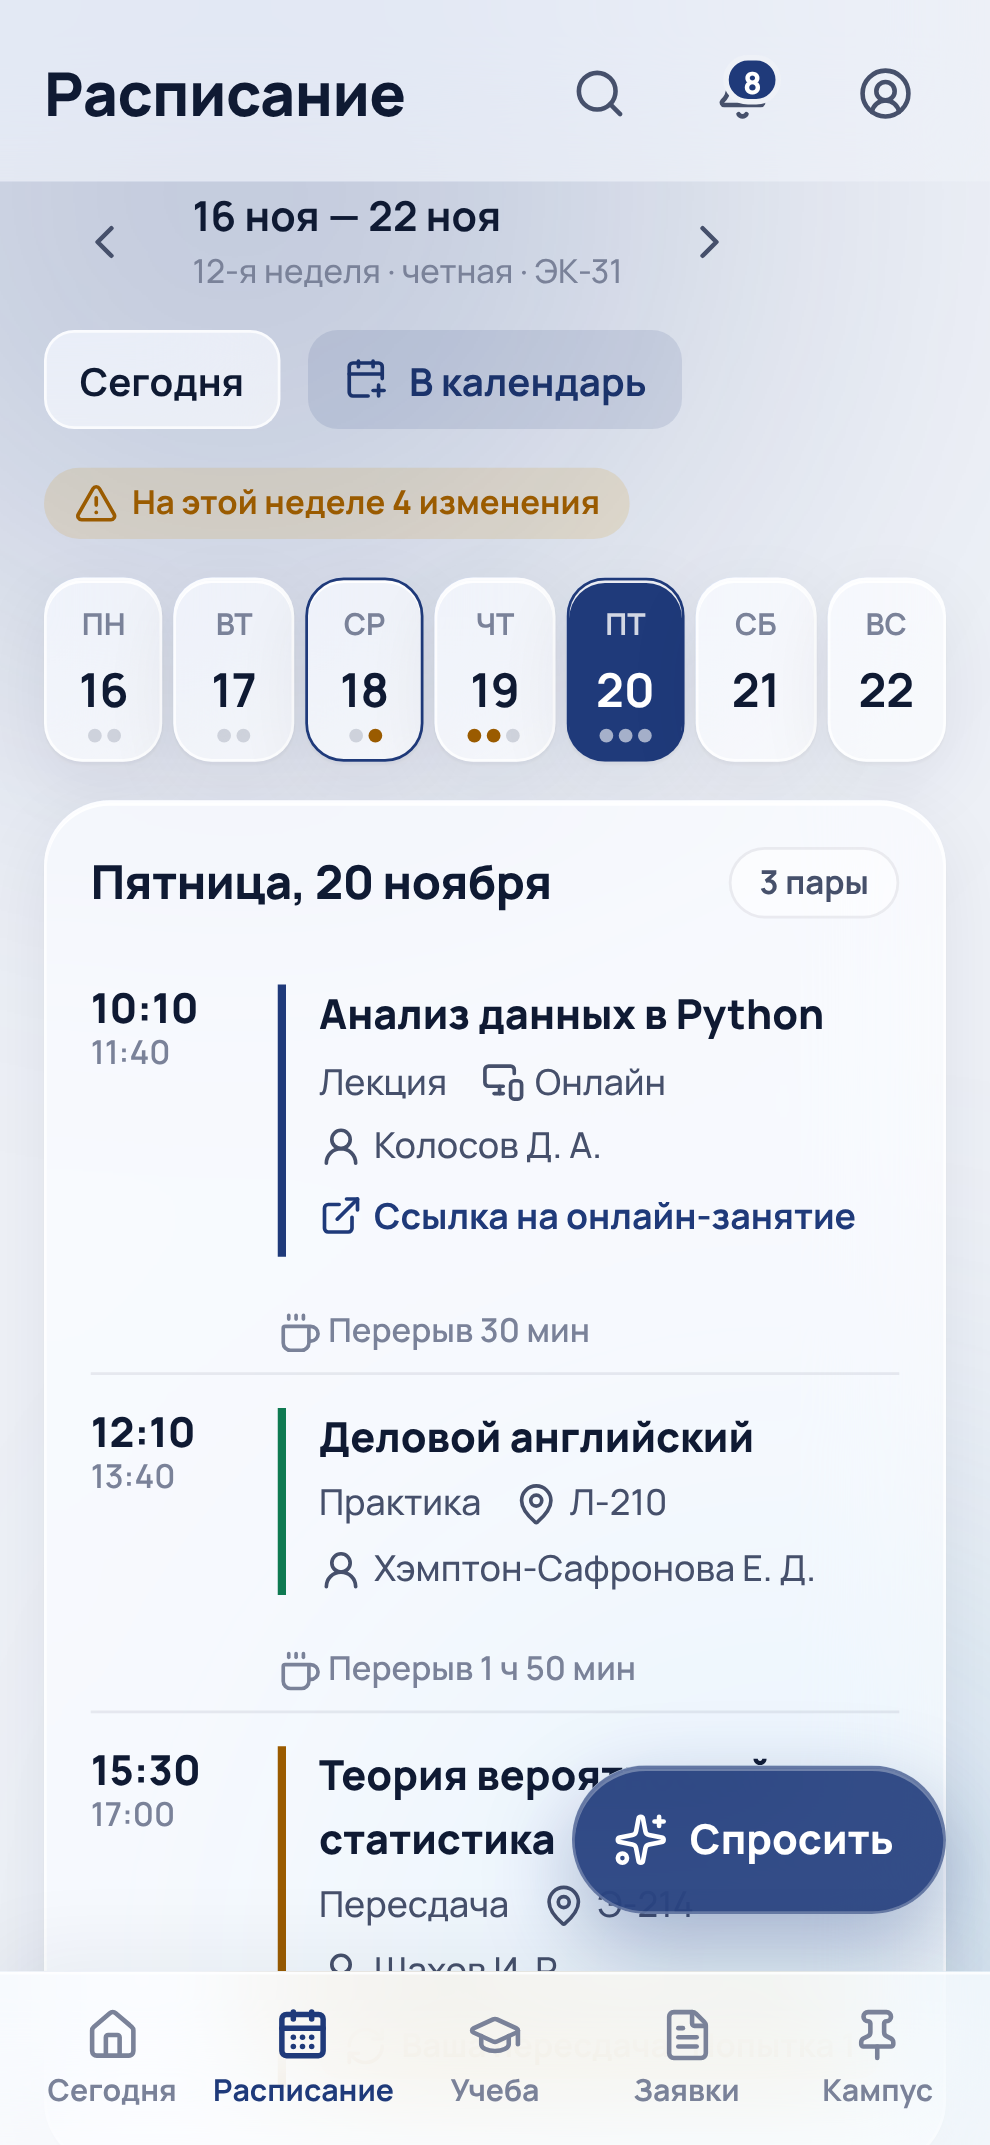 Расписание
8
16 ноя — 22 ноя
12-я неделя · четная · ЭК-31
Сегодня
В календарь
На этой неделе 4 изменения
ПН ВТ СР ЧТ ПТ СБ ВС
16 17 18 19 20 21 22
Пятница, 20 ноября
3 пары
10:10
11:40
Анализ данных в Python
Лекция Онлайн
Колосов Д. А.
Ссылка на онлайн-занятие
Перерыв 30 мин
12:10
13:40
Деловой английский
Практика Л-210
Хэмптон-Сафронова Е. Д.
Перерыв 1 ч 50 мин
15:30
17:00
Теория
статистика
Пересдача Э-214
Шахов И. Р.
Спросить
Ваша пересдача
Сегодня Расписание Учеба Заявки Кампус